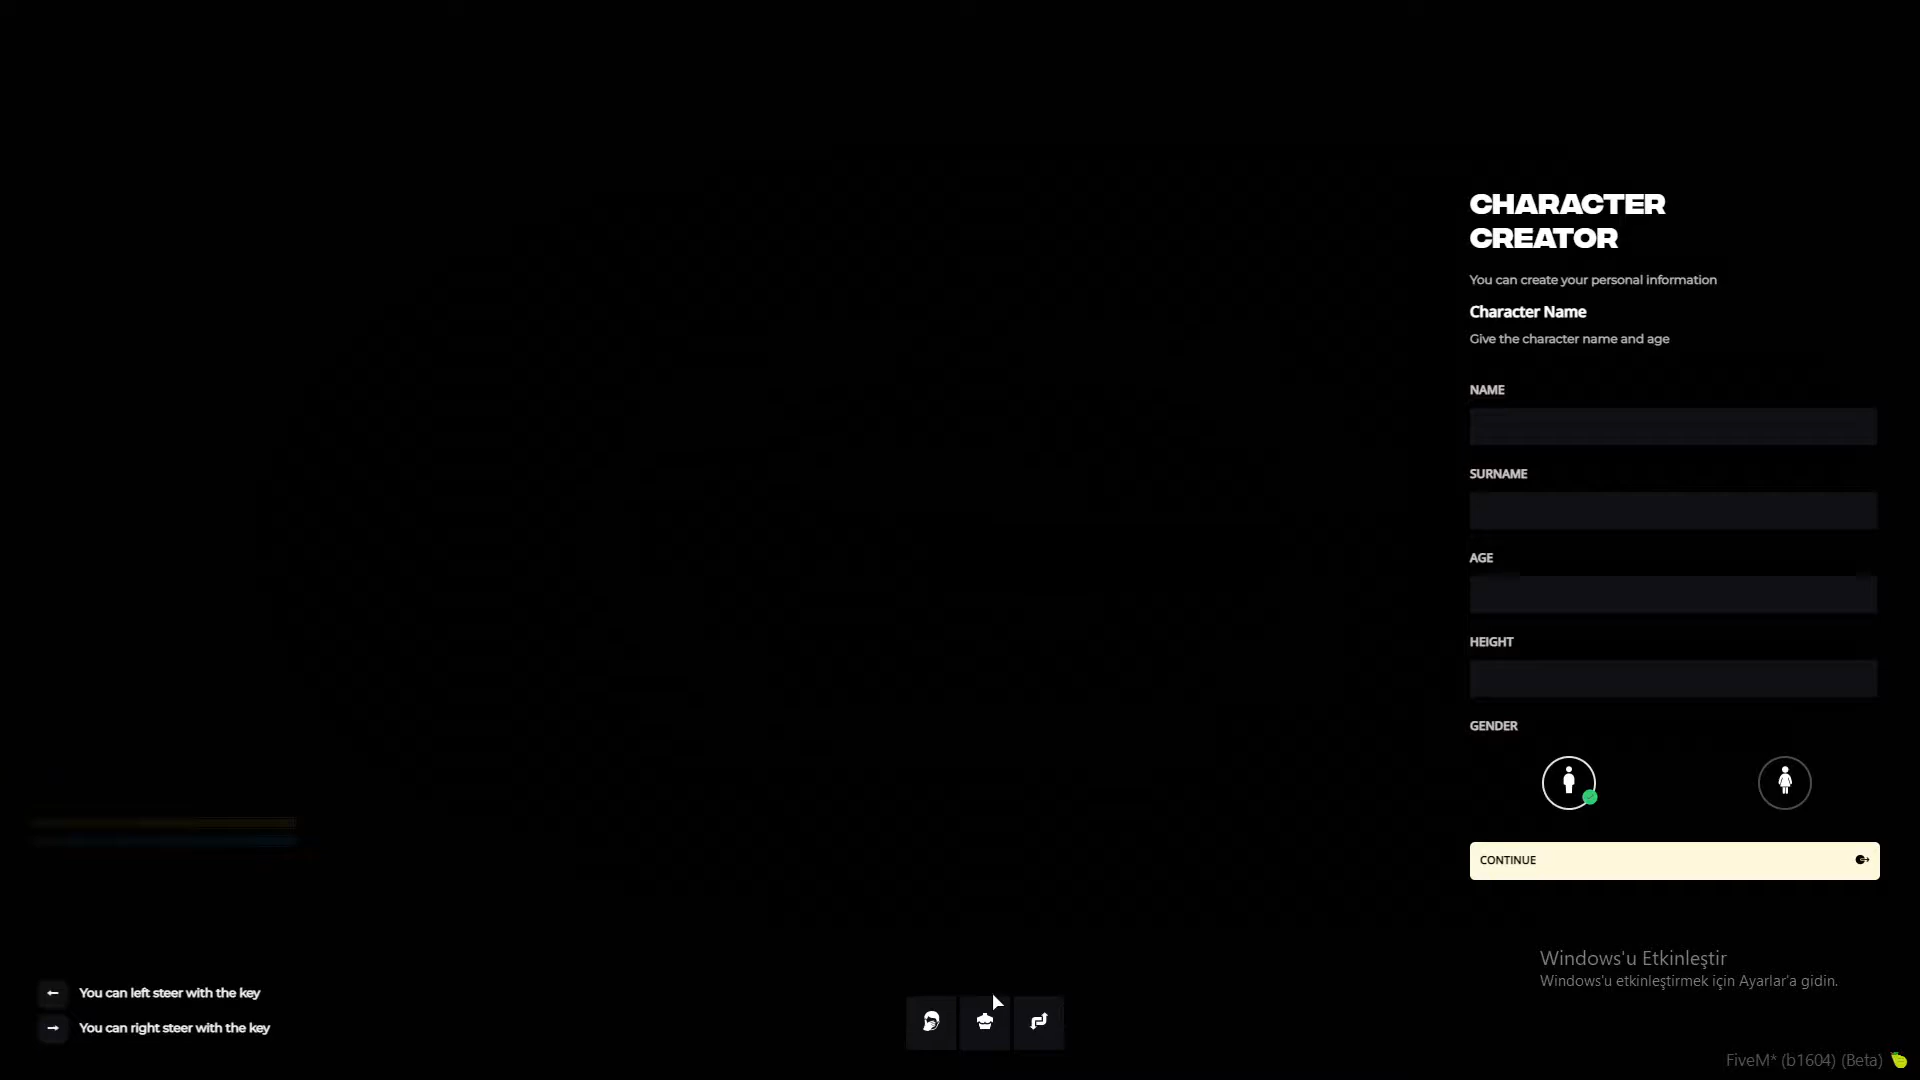 CHARACTER
CREATOR
You can create your personal information
Character Name
Give the character name and age
NAME
SURNAME
AGE
HEIGHT
GENDER
CONTINUE
Windows'u Etkinleştir
Windows'u etkinleştirmek için Ayarlar'a gidin.
You can left steer with the key
You can right steer with the key
FiveM* (b1604) (Beta)